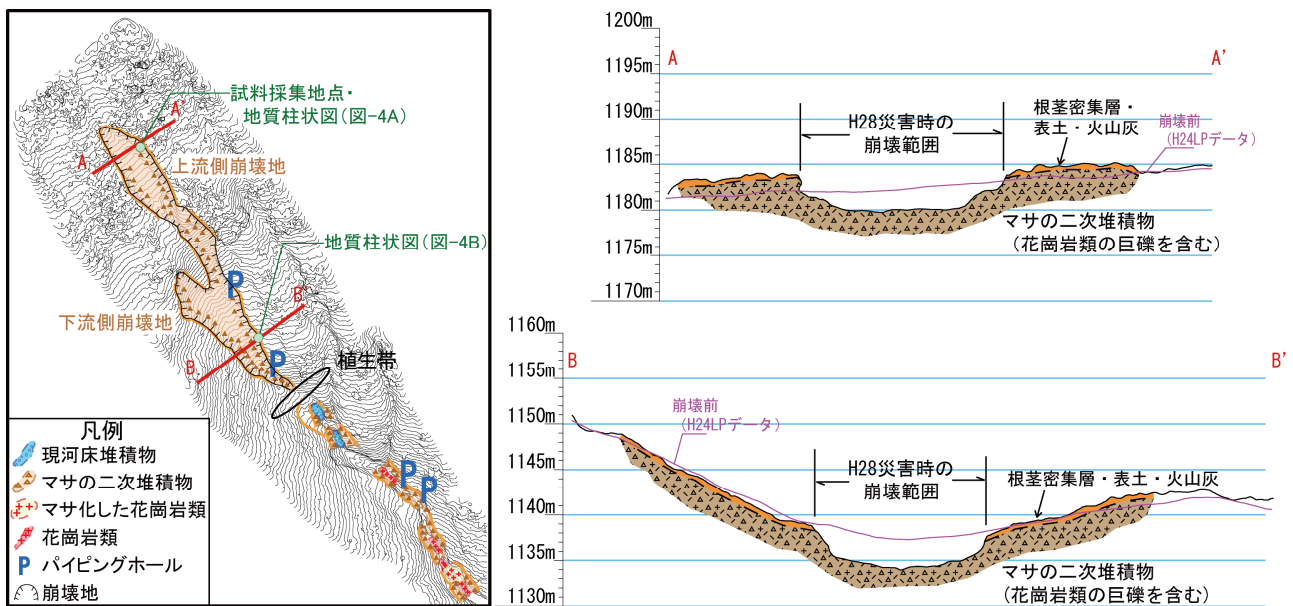 A'
A
試料採集地点・
地質柱状図(図-4A)
上流側崩壊地
地質柱状図(図-4B)
P
B'
下流側崩壊地
B
P
植生帯
P
P
凡例
現河床堆積物
マサの二次堆積物
マサ化した花崗岩類
花崗岩類
P パイピングホール
崩壊地
1200m
1195m
1190m
1185m
1180m
1175m
1170m
A
A'
H28災害時の
崩壊範囲
根茎密集層・
表土・火山灰
崩壊前
(H24LPデータ)
マサの二次堆積物
(花崗岩類の巨礫を含む)
1160m
1155m
1150m
1145m
1140m
1135m
1130m
B
B'
崩壊前
(H24LPデータ)
H28災害時の
崩壊範囲
根茎密集層・表土・火山灰
マサの二次堆積物
(花崗岩類の巨礫を含む)